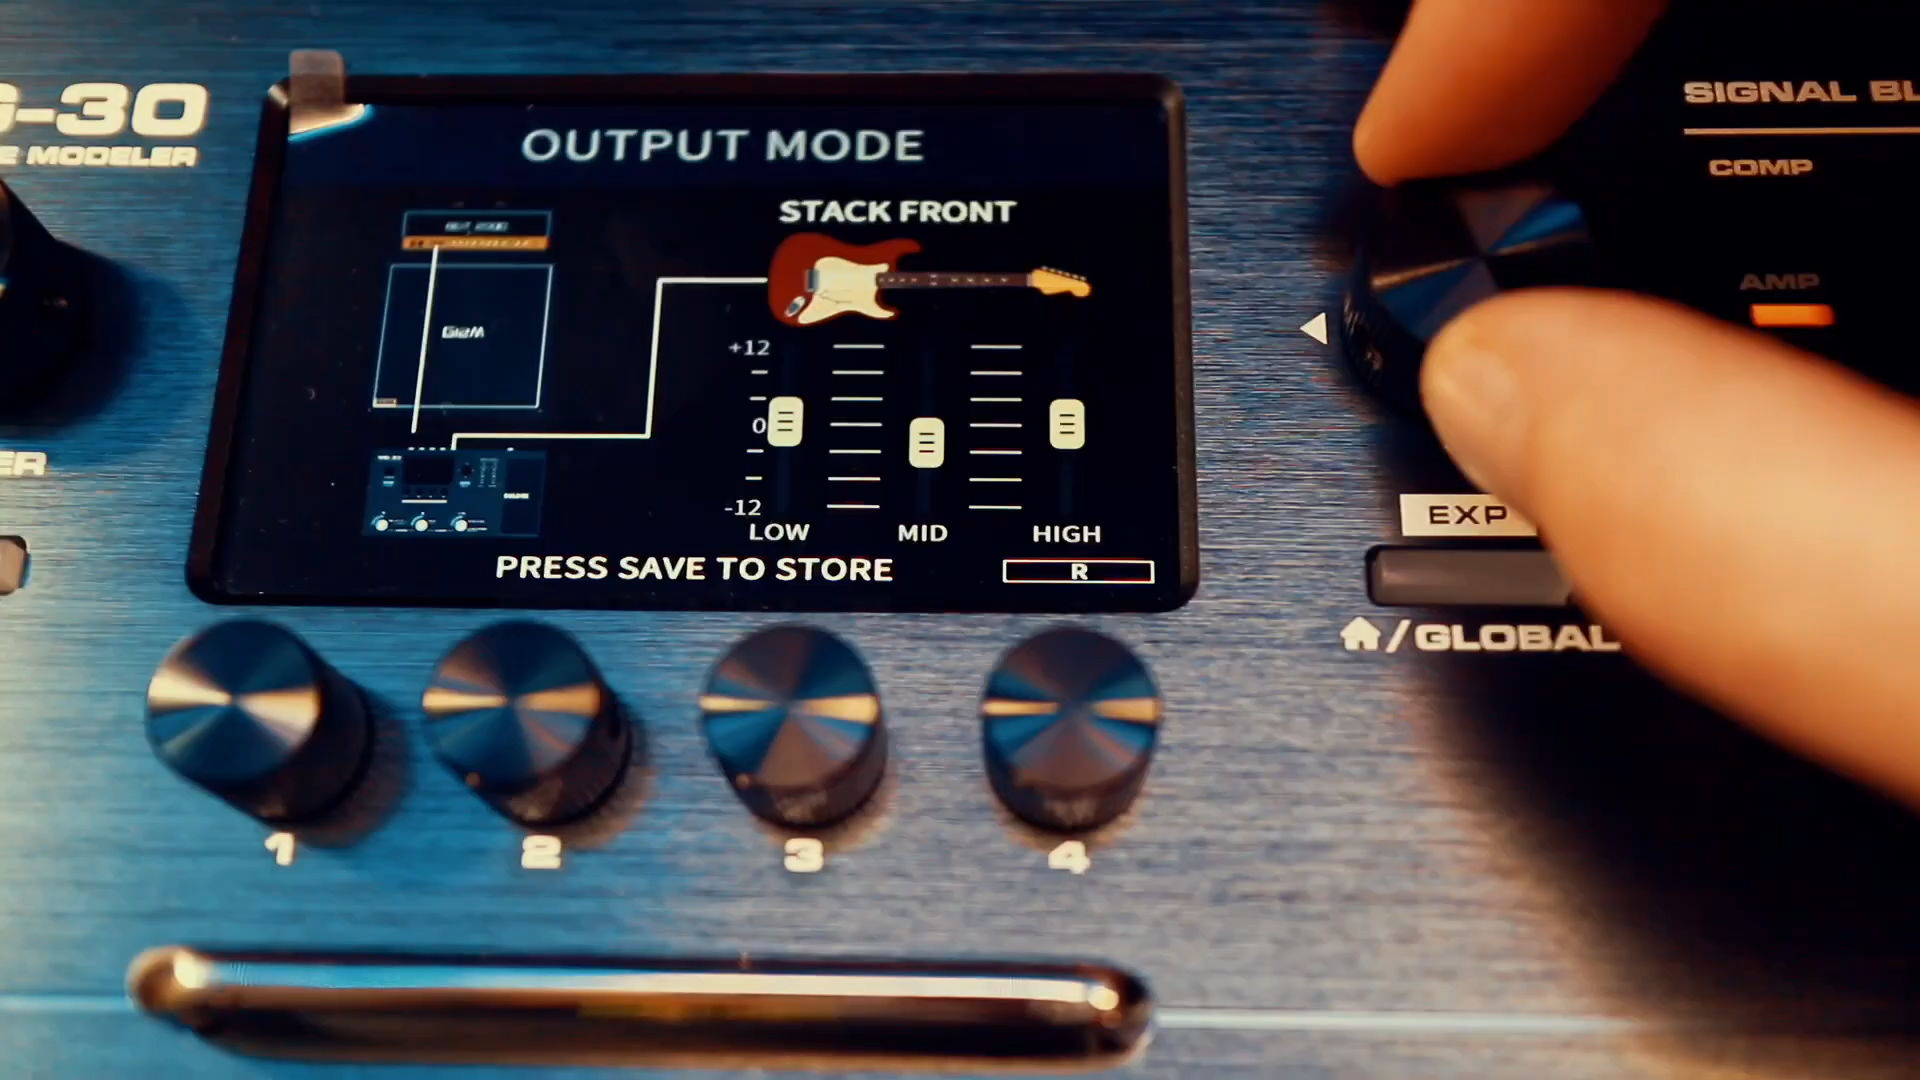 -30
E MODELER
OUTPUT MODE
SIGNAL BL
COMP
STACK FRONT
AMP
+12
0
-12
LOW MID HIGH
PRESS SAVE TO STORE
R
EXP
/GLOBAL
ER
1 2 3 4